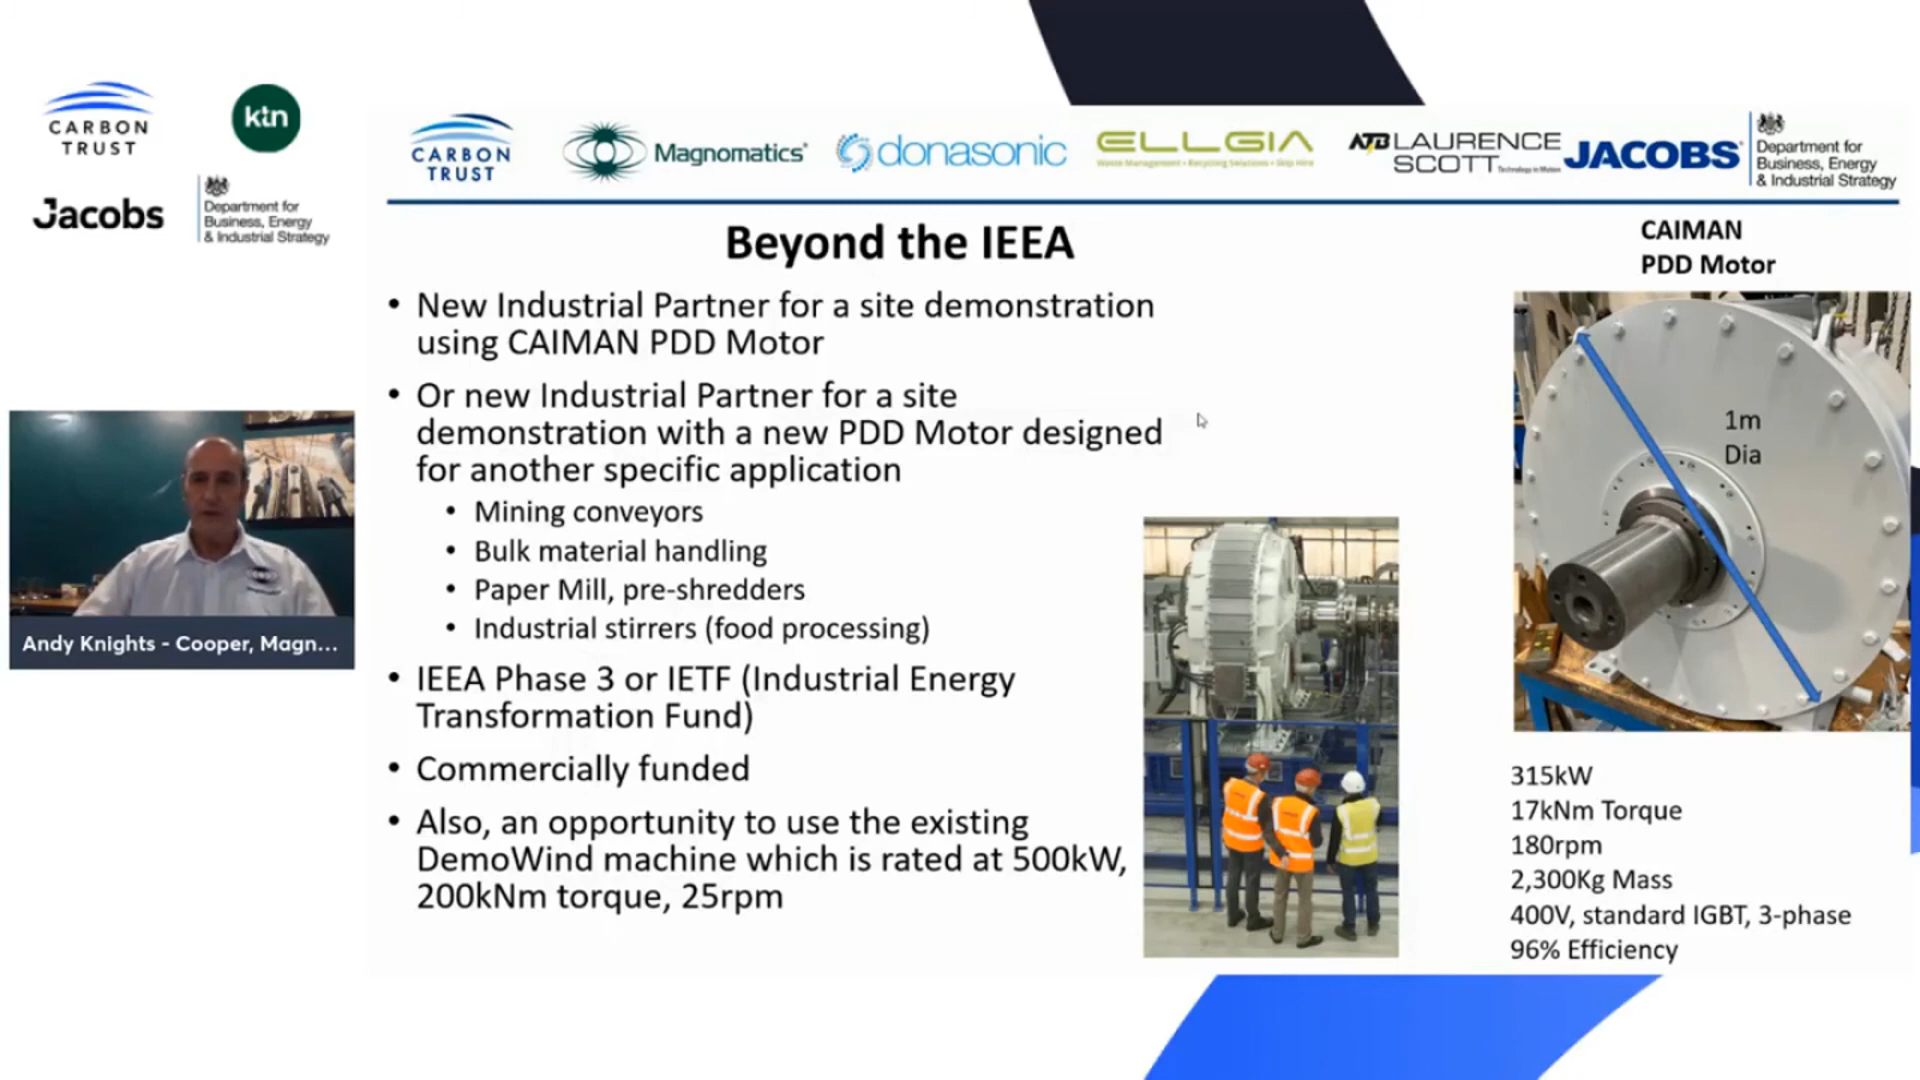 CARBON
TRUST
ktn
Jacobs
Department for
Business, Energy
& Industrial Strategy
CARBON
TRUST
Magnomatics®
donasonic
ELLGIA
Waste Management • Recycling Solutions • Skip Hire
ATB LAURENCE
SCOTT Technology in Motion
JACOBS
Department for
Business, Energy
& Industrial Strategy
Beyond the IEEA
• New Industrial Partner for a site demonstration
using CAIMAN PDD Motor
• Or new Industrial Partner for a site
demonstration with a new PDD Motor designed
for another specific application
• Mining conveyors
• Bulk material handling
• Paper Mill, pre-shredders
• Industrial stirrers (food processing)
• IEEA Phase 3 or IETF (Industrial Energy
Transformation Fund)
• Commercially funded
• Also, an opportunity to use the existing
DemoWind machine which is rated at 500kW,
200kNm torque, 25rpm
CAIMAN
PDD Motor
1m
Dia
315kW
17kNm Torque
180rpm
2,300Kg Mass
400V, standard IGBT, 3-phase
96% Efficiency
Andy Knights - Cooper, Magn...